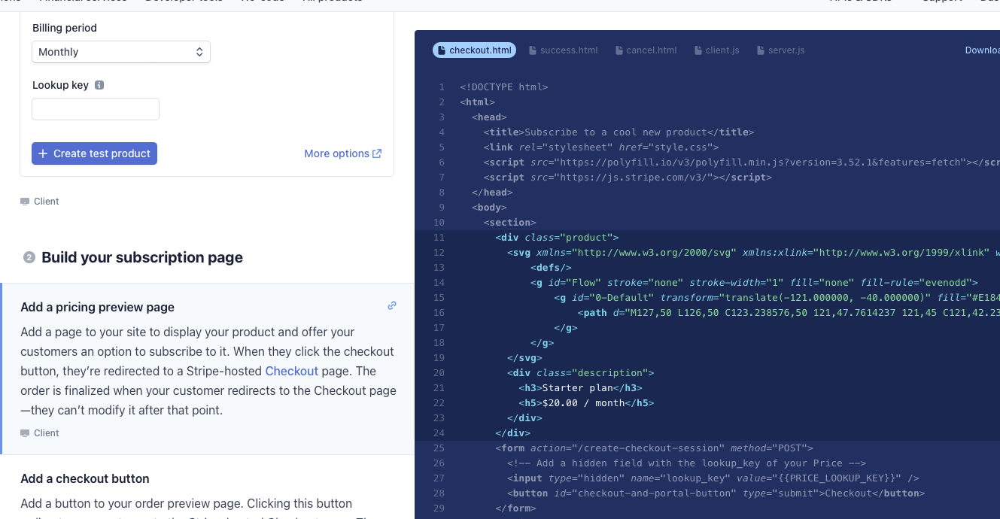 Developer tools
All products
Support
Billing period
Monthly
Lookup key
Create test product
More options
Client
2 Build your subscription page
Add a pricing preview page
Add a page to your site to display your product and offer your
customers an option to subscribe to it. When they click the checkout
button, they’re redirected to a Stripe-hosted Checkout page. The
order is finalized when your customer redirects to the Checkout page
—they can’t modify it after that point.
Client
Add a checkout button
Add a button to your order preview page. Clicking this button
checkout.html success.html cancel.html client.js server.js Downloa
1 <!DOCTYPE html>
2 <html>
3 <head>
4 <title>Subscribe to a cool new product</title>
5 <link rel="stylesheet" href="style.css">
6 <script src="https://polyfill.io/v3/polyfill.min.js?version=3.52.1&features=fetch"></scr
7 <script src="https://js.stripe.com/v3/"></script>
8 </head>
9 <body>
10 <section>
11 <div class="product">
12 <svg xmlns="http://www.w3.org/2000/svg" xmlns:xlink="http://www.w3.org/1999/xlink"
13 <defs/>
14 <g id="Flow" stroke="none" stroke-width="1" fill="none" fill-rule="evenodd">
15 <g id="0-Default" transform="translate(-121.000000, -40.000000)" fill="#E184
16 <path d="M127,50 L126,50 C123.238576,50 121,47.7614237 121,45 C121,42.23
17 </g>
18 </g>
19 </svg>
20 <div class="description">
21 <h3>Starter plan</h3>
22 <h5>$20.00 / month</h5>
23 </div>
24 </div>
25 <form action="/create-checkout-session" method="POST">
26 <!-- Add a hidden field with the lookup_key of your Price -->
27 <input type="hidden" name="lookup_key" value="{{PRICE_LOOKUP_KEY}}" />
28 <button id="checkout-and-portal-button" type="submit">Checkout</button>
29 </form>